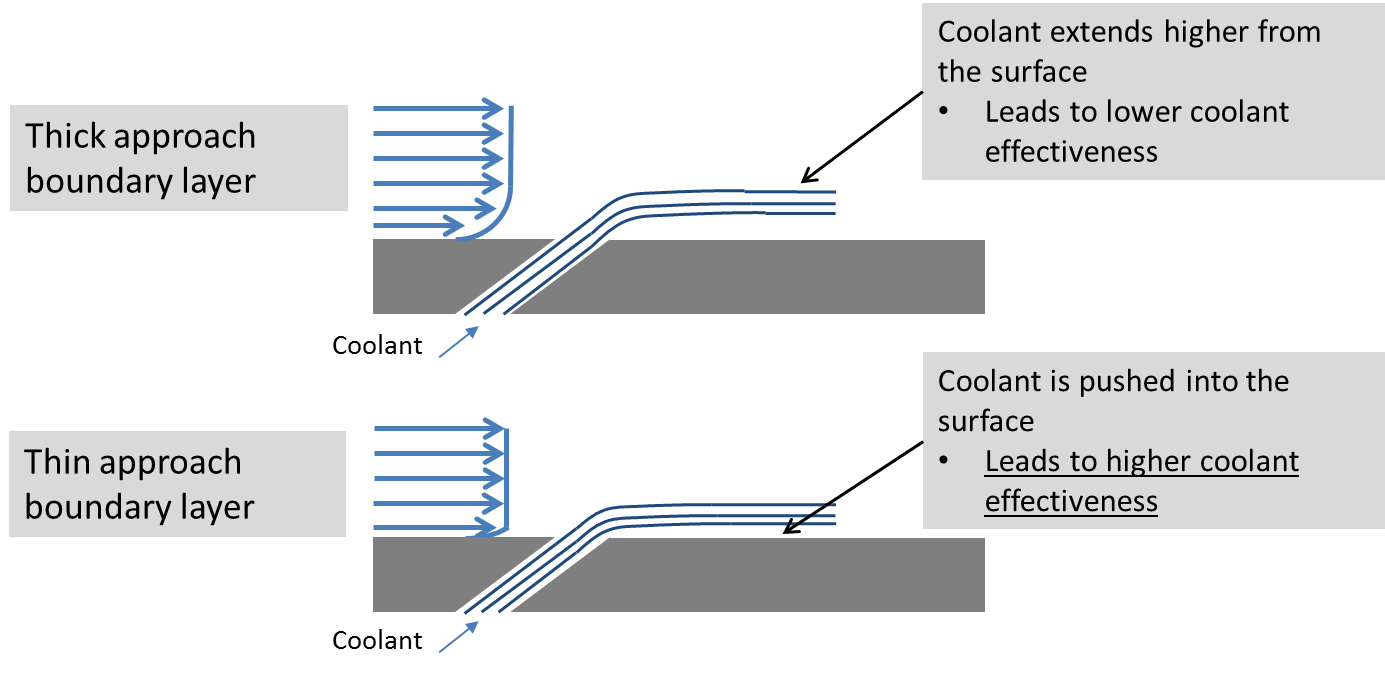 Coolant extends higher from
the surface
• Leads to lower coolant
effectiveness
Thick approach
boundary layer
Coolant
Coolant is pushed into the
surface
• Leads to higher coolant
effectiveness
Thin approach
boundary layer
Coolant